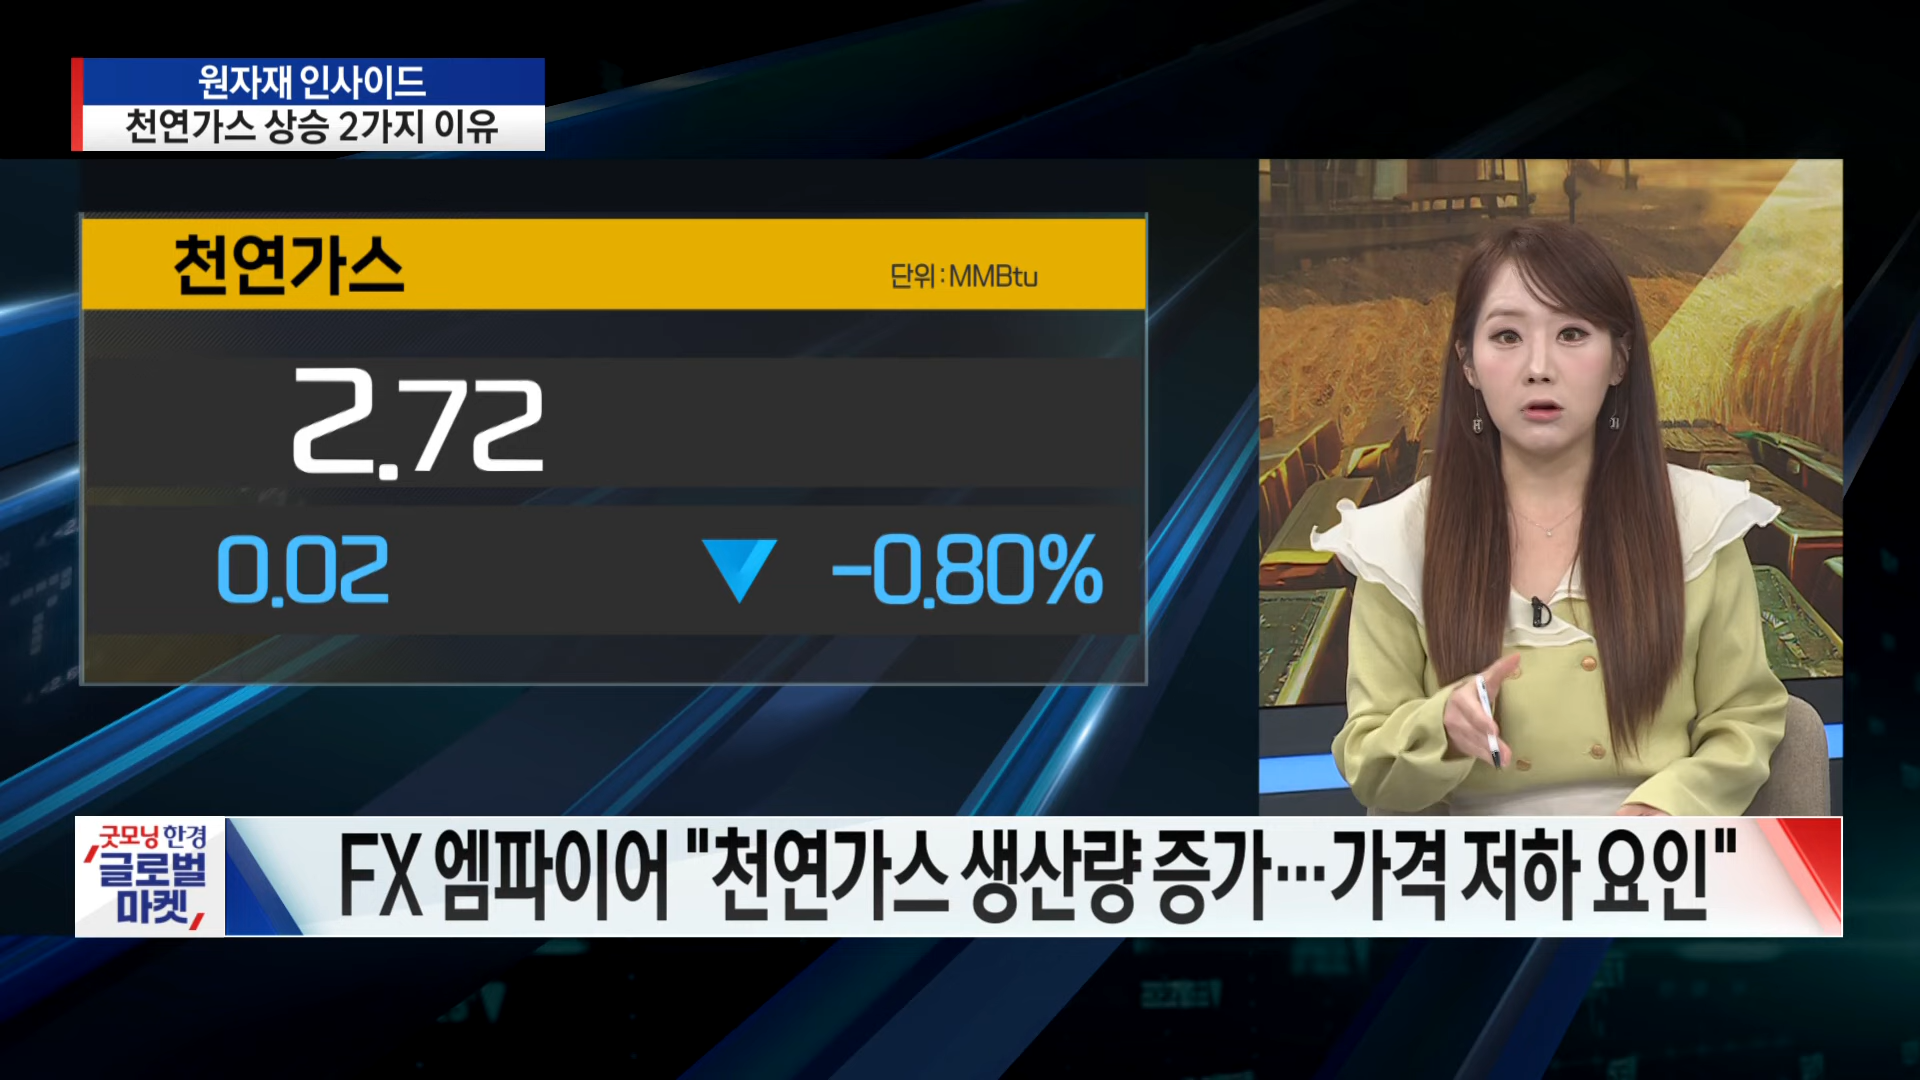 원자재 인사이드
천연가스 상승 2가지 이유
천연가스
단위:MMBtu
2.72
0.02 ▼ -0.80%
굿모닝 한경
글로벌
마켓
FX 엠파이어 "천연가스 생산량 증가…가격 저하 요인"